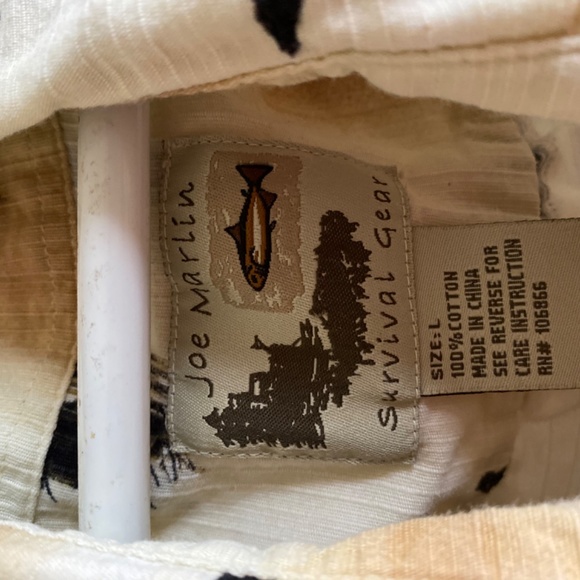 Joe Marlin
Survival Gear
SIZE: L
100%COTTON
MADE IN CHINA
SEE REVERSE FOR
CARE INSTRUCTION
RN# 106866